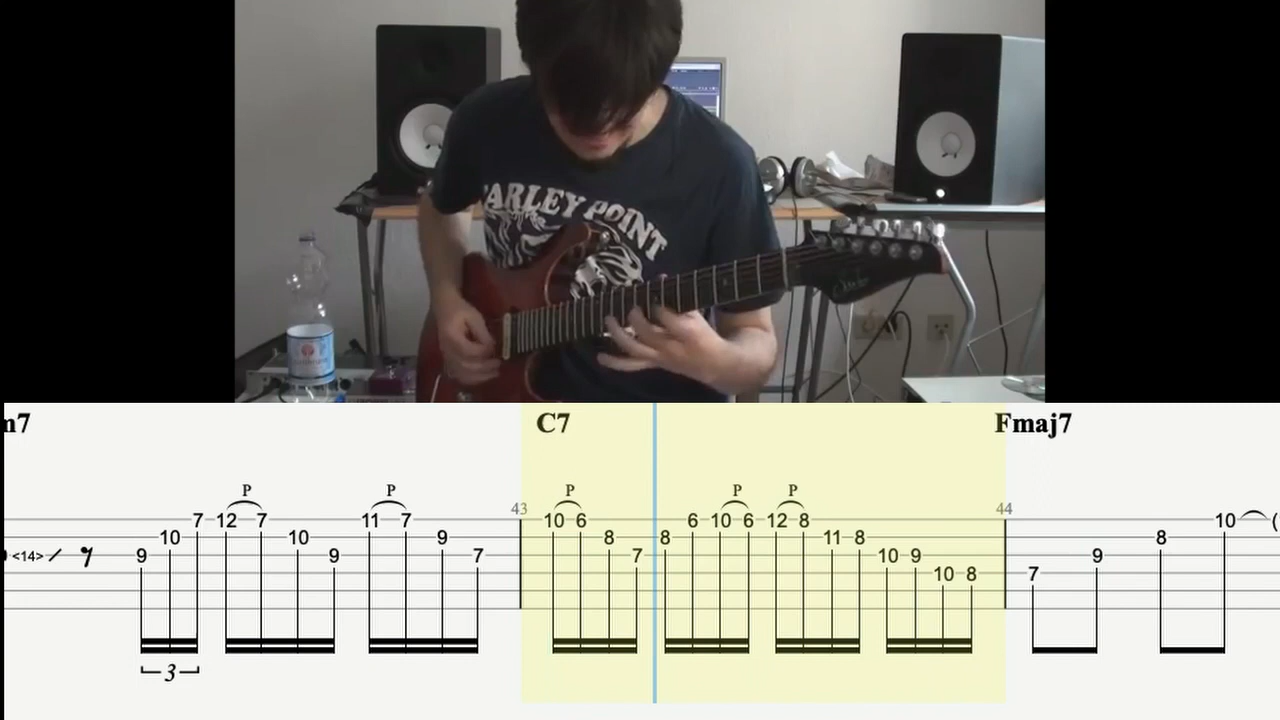 EARLEY POINT
m7
C7
Fmaj7
P P P P P
43 44
7 12 7 11 7 10 6 6 10 6 12 8 10
10 10 9 8 8 11 8 8
<14> 9 9 7 7 10 9 9
10 8 7
3